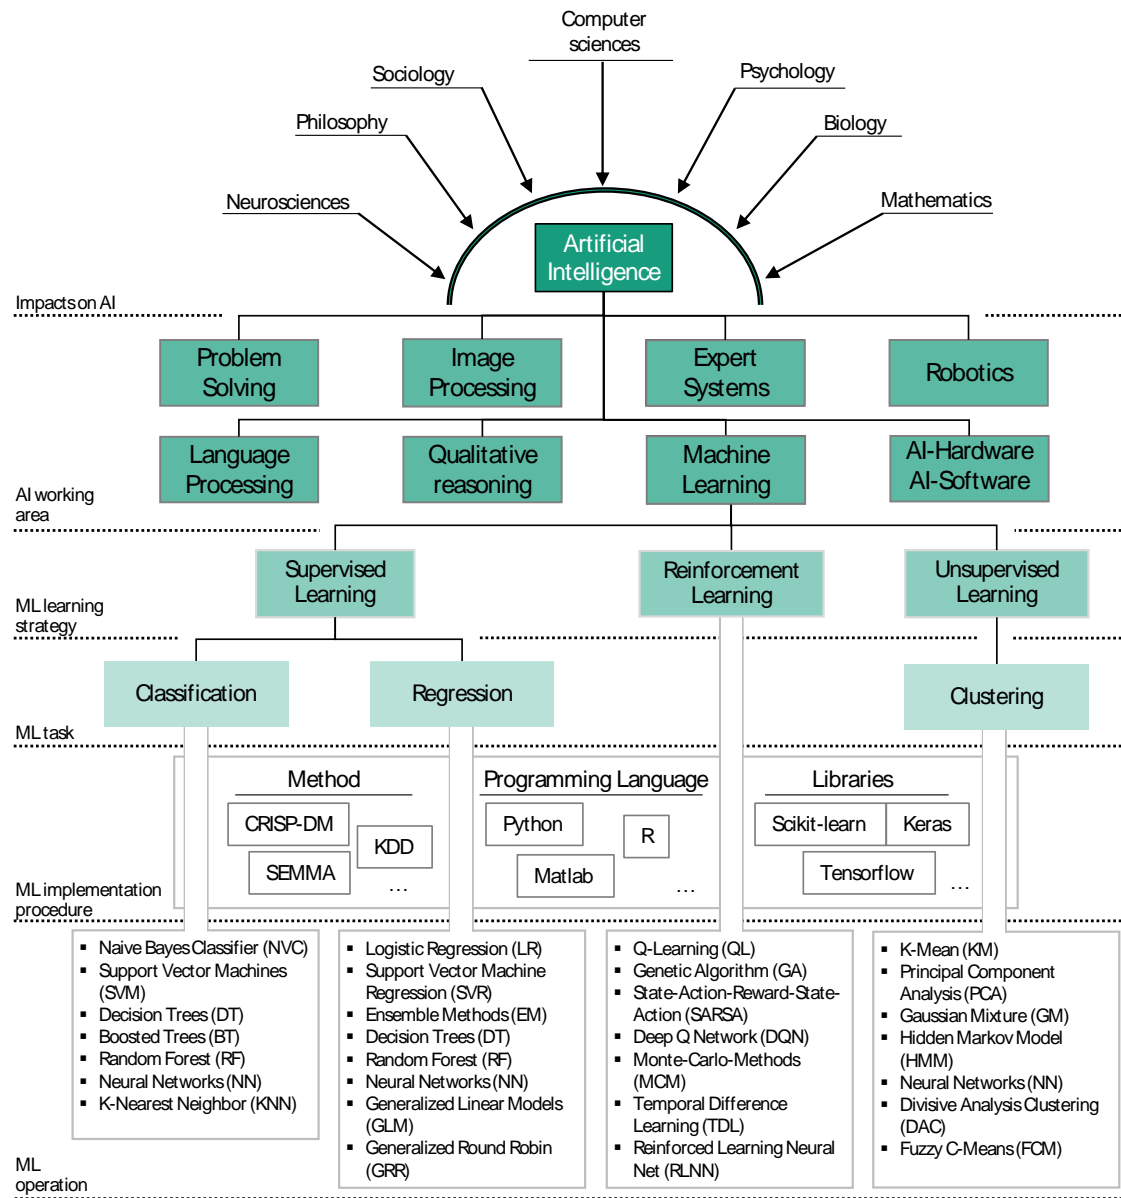 Computer
sciences
Sociology
Psychology
Philosophy
Biology
Neurosciences
Mathematics
Artificial
Intelligence
Impacts on AI
Problem
Solving
Image
Processing
Expert
Systems
Robotics
Language
Processing
Qualitative
reasoning
Machine
Learning
AI-Hardware
AI-Software
AI working
area
Supervised
Learning
Reinforcement
Learning
Unsupervised
Learning
ML learning
strategy
Classification
Regression
Clustering
ML task
Method
CRISP-DM
KDD
SEMMA
...
Programming Language
Python
R
Matlab
...
Libraries
Scikit-learn
Keras
Tensorflow
...
ML implementation
procedure
▪ Naive Bayes Classifier (NVC)
▪ Support Vector Machines
(SVM)
▪ Decision Trees (DT)
▪ Boosted Trees (BT)
▪ Random Forest (RF)
▪ Neural Networks (NN)
▪ K-Nearest Neighbor (KNN)
▪ Logistic Regression (LR)
▪ Support Vector Machine
Regression (SVR)
▪ Ensemble Methods (EM)
▪ Decision Trees (DT)
▪ Random Forest (RF)
▪ Neural Networks (NN)
▪ Generalized Linear Models
(GLM)
▪ Generalized Round Robin
(GRR)
▪ Q-Learning (QL)
▪ Genetic Algorithm (GA)
▪ State-Action-Reward-State-
Action (SARSA)
▪ Deep Q Network (DQN)
▪ Monte-Carlo-Methods
(MCM)
▪ Temporal Difference
Learning (TDL)
▪ Reinforced Learning Neural
Net (RLNN)
▪ K-Mean (KM)
▪ Principal Component
Analysis (PCA)
▪ Gaussian Mixture (GM)
▪ Hidden Markov Model
(HMM)
▪ Neural Networks (NN)
▪ Divisive Analysis Clustering
(DAC)
▪ Fuzzy C-Means (FCM)
ML
operation